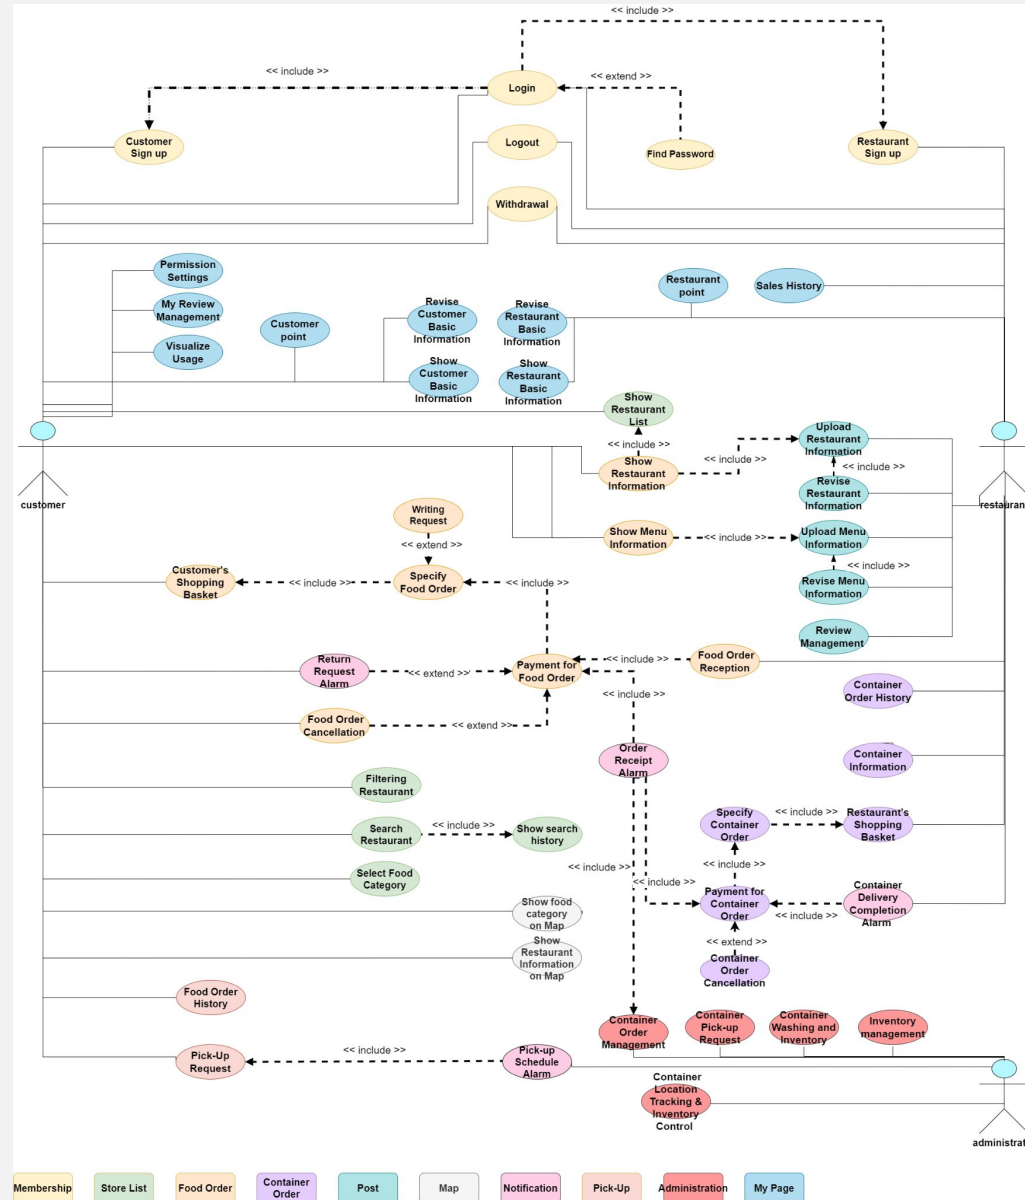 << include >>
<< include >>
<< extend >>
Login
Customer
Sign up
Logout
Find Password
Restaurant
Sign up
Withdrawal
Permission
Settings
My Review
Management
Visualize
Usage
Customer
point
Revise
Customer
Basic
Information
Revise
Restaurant
Basic
Information
Restaurant
point
Sales History
Show
Customer
Basic
Information
Show
Restaurant
Basic
Information
Show
Restaurant
List
<< include >>
Show
Restaurant
Information
<< include >>
Upload
Restaurant
Information
<< include >>
Revise
Restaurant
Information
customer
restauran
Writing
Request
<< extend >>
Show Menu
Information
<< include >>
Upload Menu
Information
<< include >>
Customer's
Shopping
Basket
<< include >>
Specify
Food Order
<< include >>
Revise Menu
Information
Review
Management
Return
Request
Alarm
<< extend >>
Payment for
Food Order
<< include >>
Food Order
Reception
<< include >>
Container
Order History
Food Order
Cancellation
<< extend >>
Order
Receipt
Alarm
Container
Information
Filtering
Restaurant
Search
Restaurant
<< include >>
Show search
history
Specify
Container
Order
<< include >>
Restaurant's
Shopping
Basket
Select Food
Category
<< include >>
<< include >>
<< include >>
Payment for
Container
Order
<< include >>
Container
Delivery
Completion
Alarm
Show food
category
on Map
<< extend >>
Show
Restaurant
Information
on Map
Container
Order
Cancellation
Food Order
History
Container
Order
Management
Container
Pick-up
Request
Container
Washing and
Inventory
Inventory
management
Pick-Up
Request
<< include >>
Pick-up
Schedule
Alarm
Container
Location
Tracking &
Inventory
Control
administrat
Membership
Store List
Food Order
Container
Order
Post
Map
Notification
Pick-Up
Administration
My Page